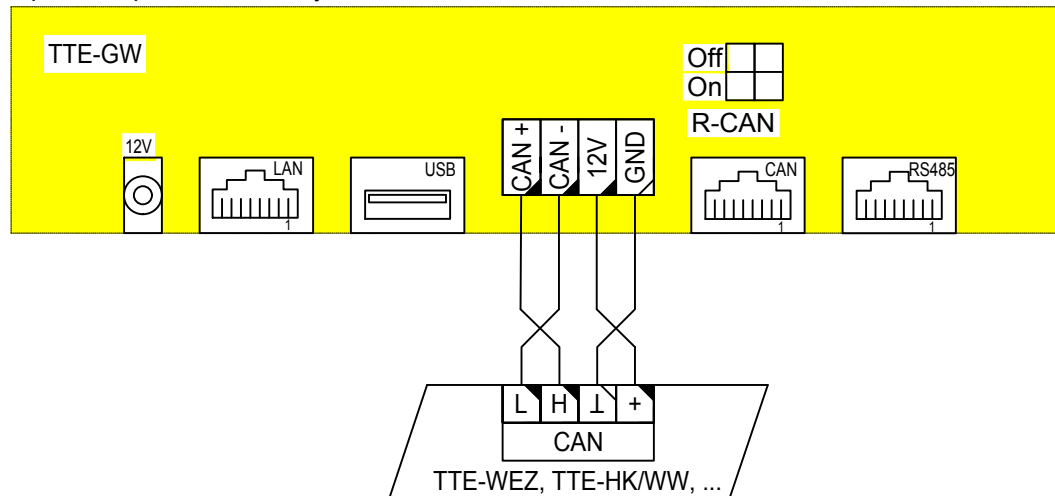 TTE-GW
Off
On
R-CAN
12V
LAN
1
USB
CAN +
CAN -
12V
GND
CAN
1
RS485
1
L H ⊥ +
CAN
TTE-WEZ, TTE-HK/WW, ...